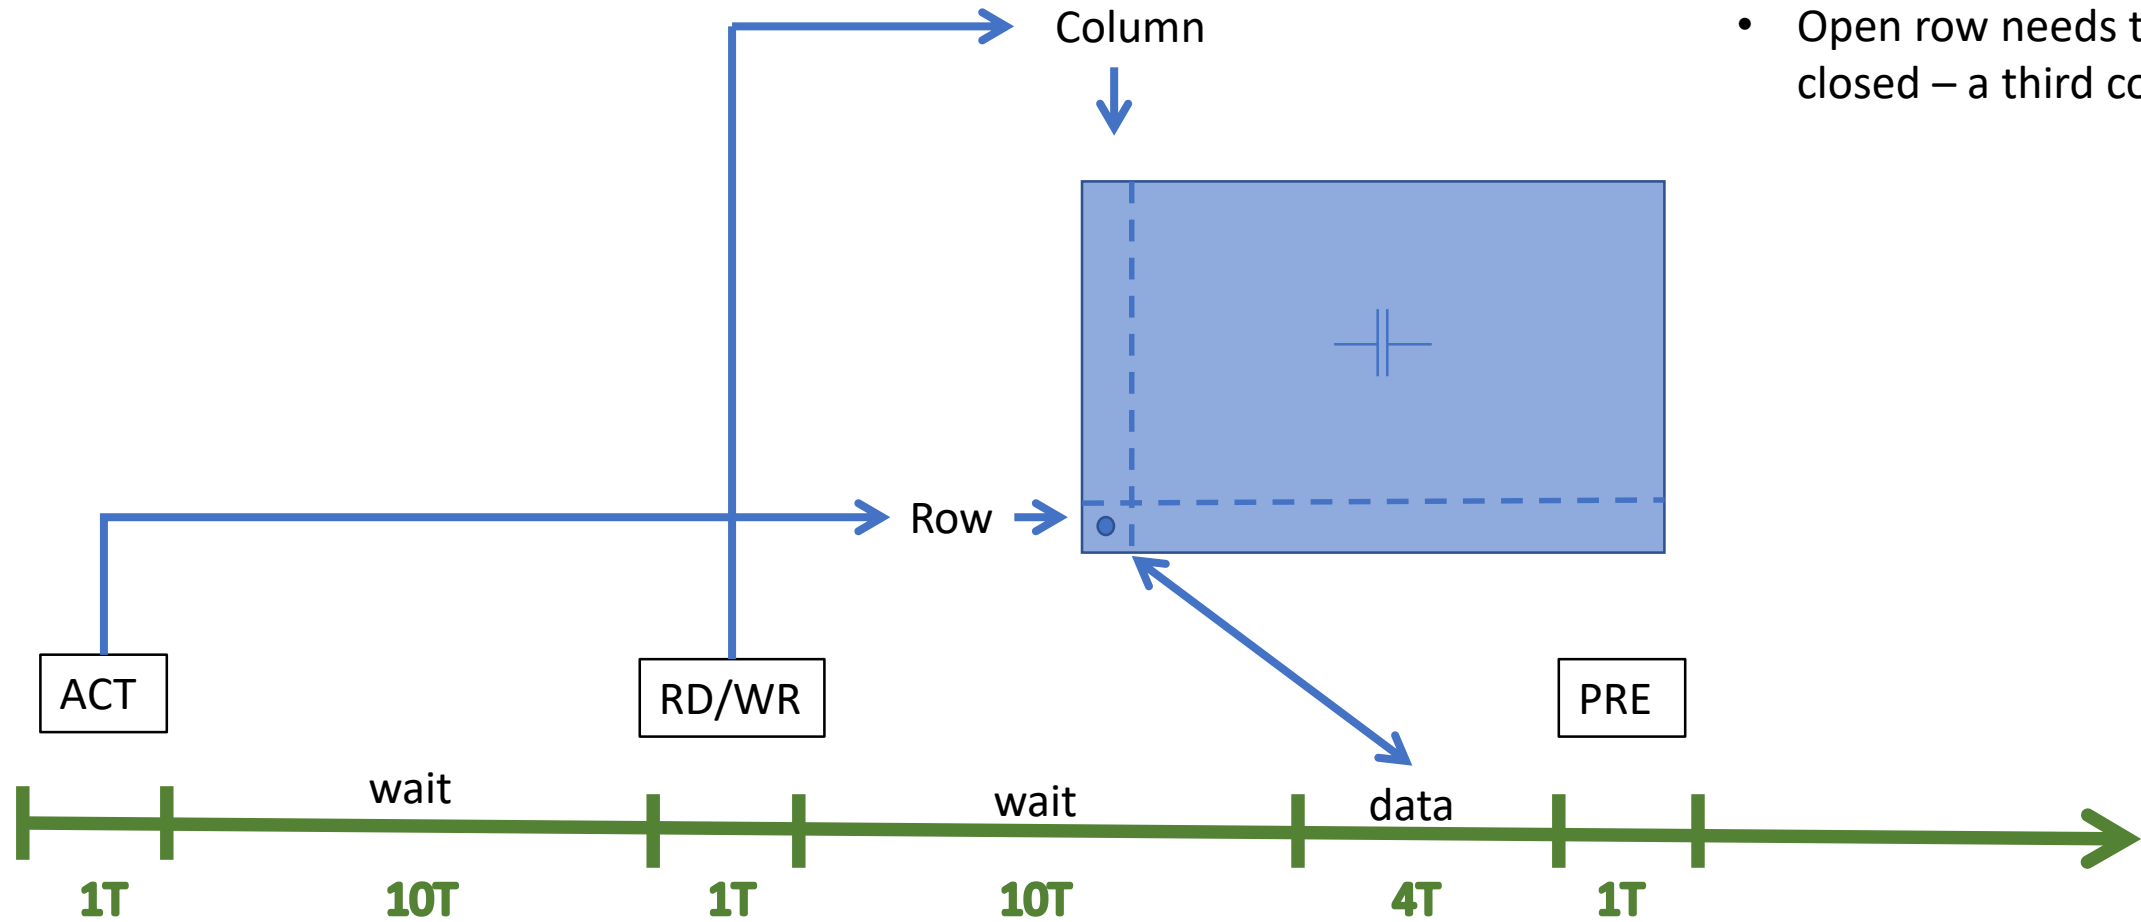 Column
• Open row needs t
closed – a third co
Row
ACT
RD/WR
PRE
wait
wait
data
1T
10T
1T
10T
4T
1T